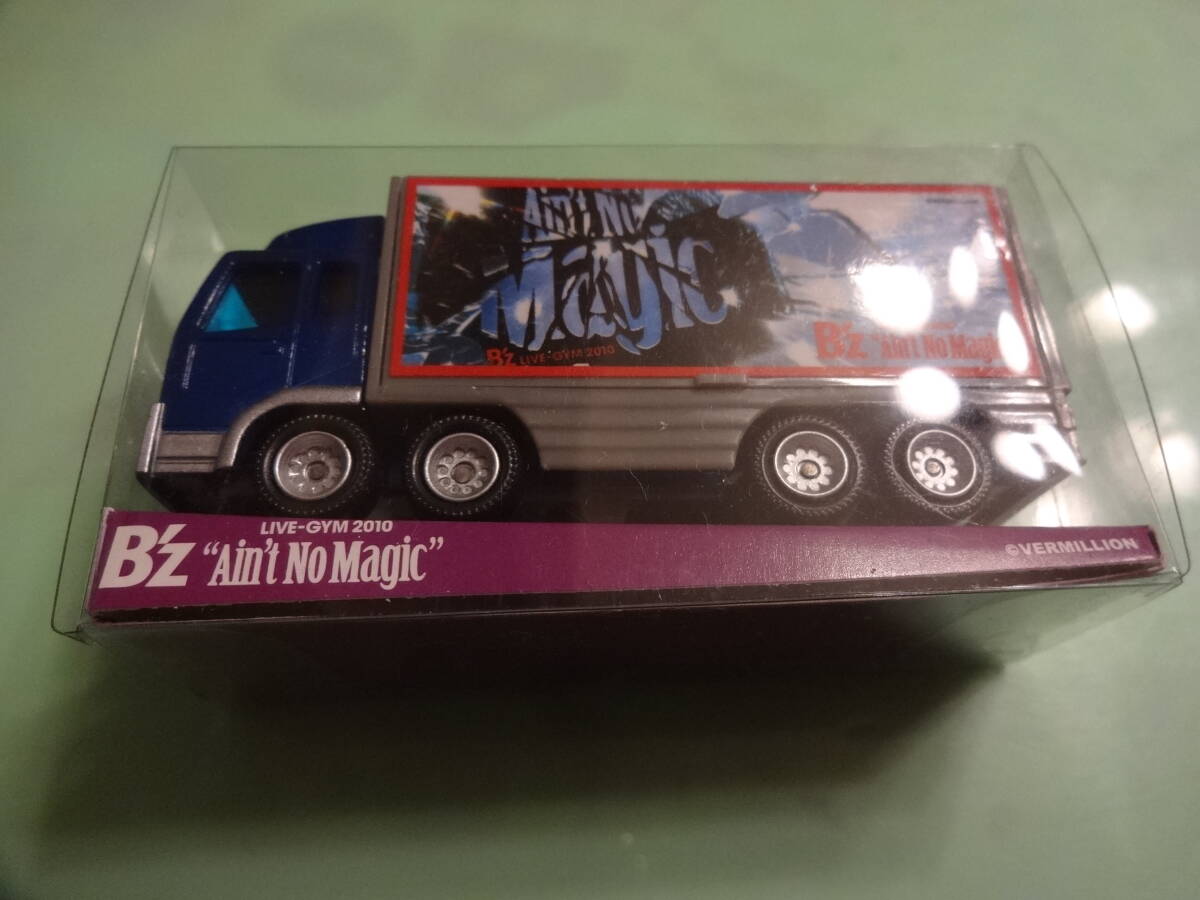 Ain't No
Magic
B'z LIVE-GYM 2010
B'z "Ain't No Magic
B'z LIVE-GYM 2010
"Ain't No Magic"
©VERMILLION